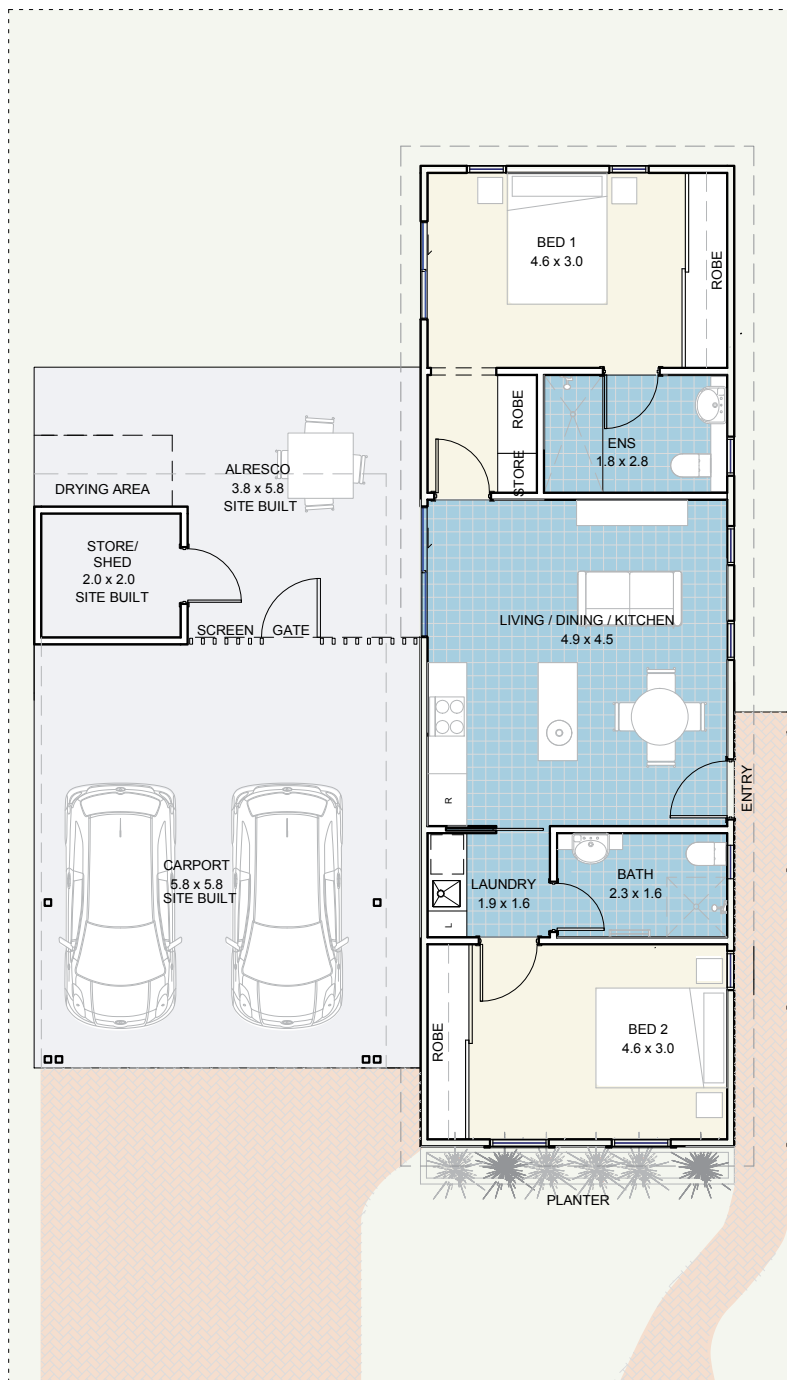 BED 1
4.6 x 3.0
ROBE
ROBE
STORE
ENS
1.8 x 2.8
ALRESCO
3.8 x 5.8
SITE BUILT
DRYING AREA
STORE/
SHED
2.0 x 2.0
SITE BUILT
SCREEN
GATE
LIVING / DINING / KITCHEN
4.9 x 4.5
R
ENTRY
CARPORT
5.8 x 5.8
SITE BUILT
LAUNDRY
1.9 x 1.6
L
BATH
2.3 x 1.6
ROBE
BED 2
4.6 x 3.0
PLANTER